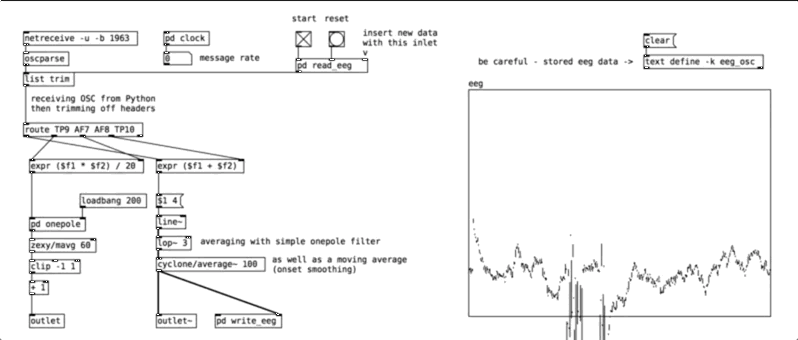 start reset
netreceive -u -b 1963
pd clock
insert new data
with this inlet
v
clear
oscparse
0
message rate
pd read_eeg
be careful - stored eeg data ->
text define -k eeg_osc
list trim
eeg
receiving OSC from Python
then trimming off headers
route TP9 AF7 AF8 TP10
expr ($f1 * $f2) / 20
expr ($f1 + $f2)
loadbang 200
$1 4
pd onepole
line~
zexy/mavg 60
lop~ 3
averaging with simple onepole filter
clip -1 1
cyclone/average~ 100
as well as a moving average
(onset smoothing)
+ 1
outlet
outlet~
pd write_eeg